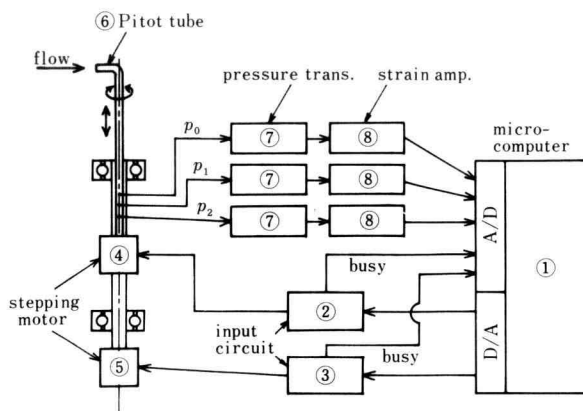 ⑥ Pitot tube
flow
pressure trans.
strain amp.
micro-
computer
p₀
⑦
⑧
p₁
⑦
⑧
p₂
⑦
⑧
A/D
①
④
busy
stepping
motor
②
input
circuit
D/A
busy
⑤
③